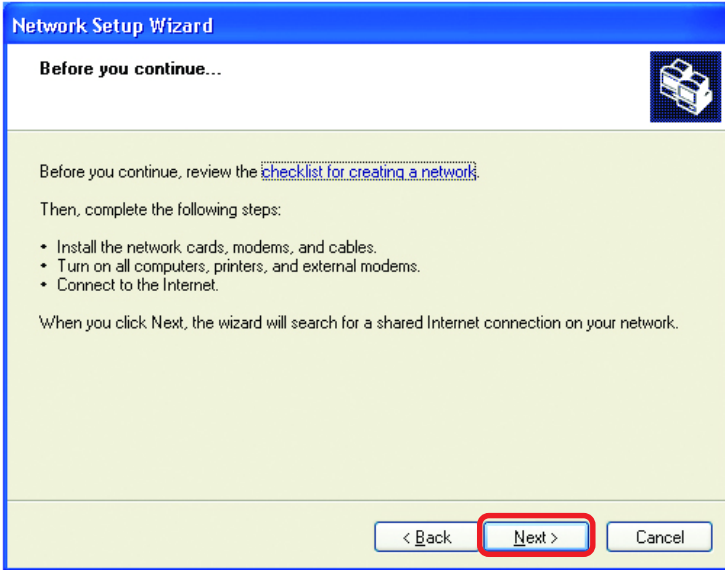 Network Setup Wizard
Before you continue...
Before you continue, review the checklist for creating a network.
Then, complete the following steps:
• Install the network cards, modems, and cables.
• Turn on all computers, printers, and external modems.
• Connect to the Internet.
When you click Next, the wizard will search for a shared Internet connection on your network.
< Back Next > Cancel